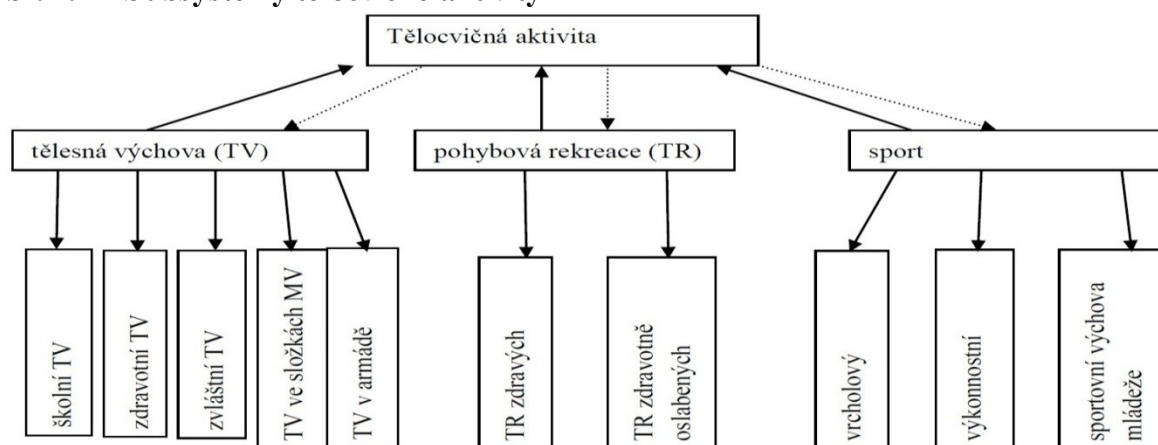 Tělocvičná aktivita
tělesná výchova (TV)
pohybová rekreace (TR)
sport
školní TV
zdravotní TV
zvláštní TV
TV ve složkách MV
TV v armádě
TR zdravých
TR zdravotně
oslabených
vrcholový
výkonnostní
sportovní výchova
mládeže